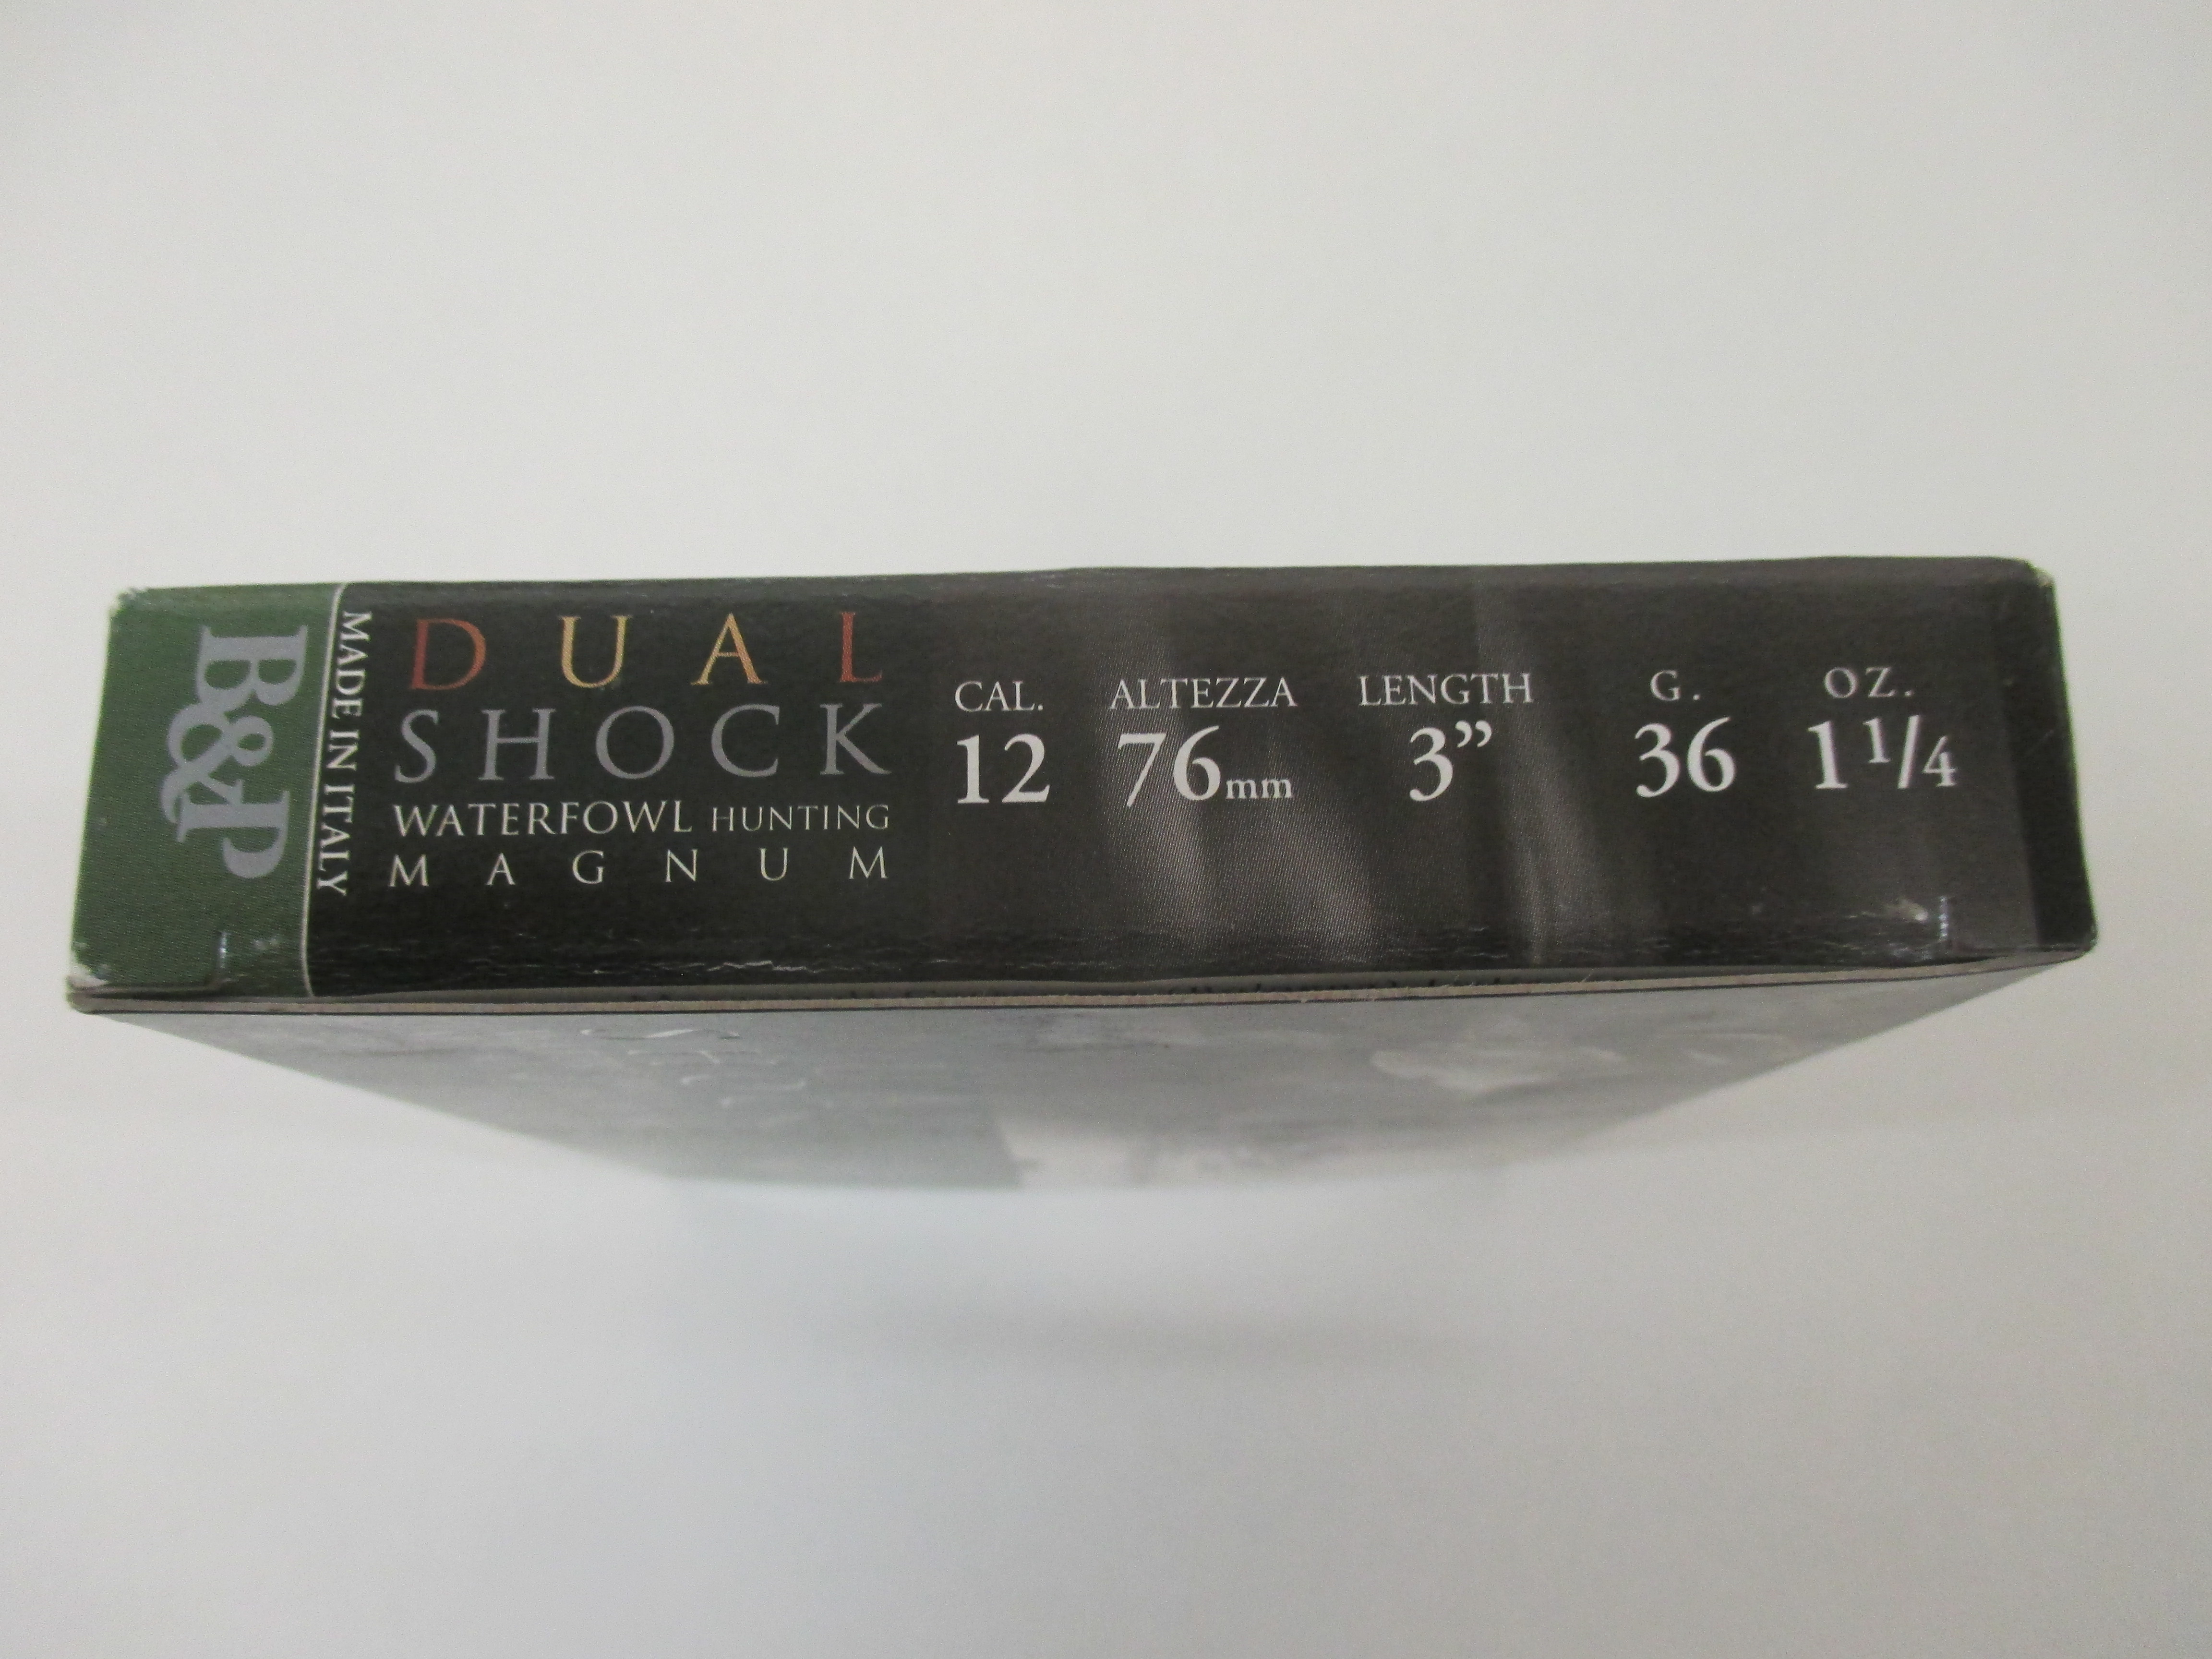 B&P
MADE IN ITALY
DUAL
SHOCK
WATERFOWL HUNTING
MAGNUM
CAL. ALTEZZA LENGTH G. OZ.
12 76mm 3” 36 1 1/4